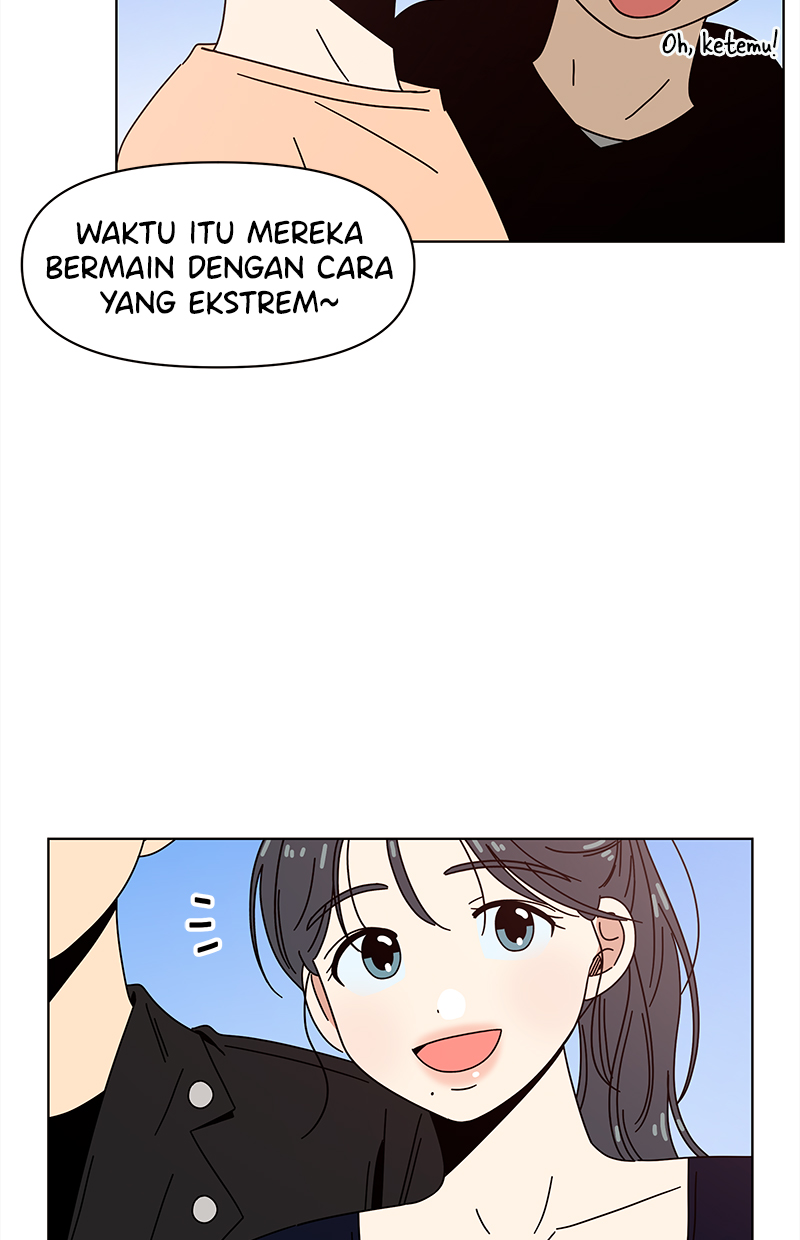 Oh, ketemu!
WAKTU ITU MEREKA
BERMAIN DENGAN CARA
YANG EKSTREM~